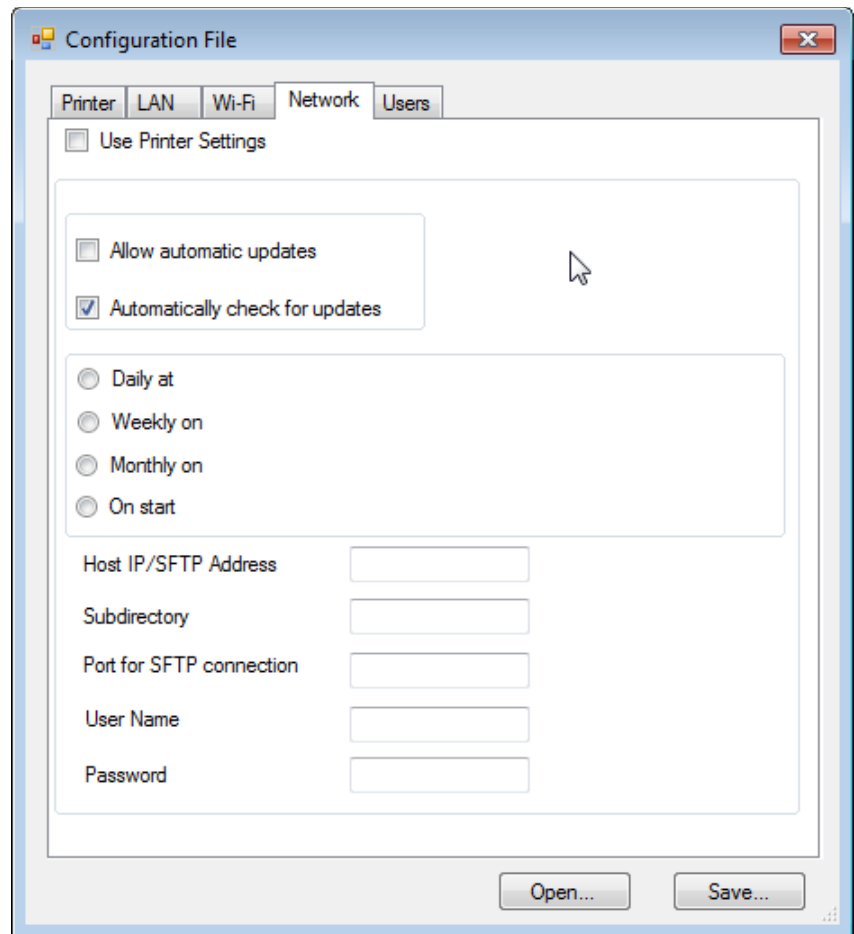 Configuration File
Printer LAN Wi-Fi Network Users
Use Printer Settings
Allow automatic updates
Automatically check for updates
Daily at
Weekly on
Monthly on
On start
Host IP/SFTP Address
Subdirectory
Port for SFTP connection
User Name
Password
Open... Save...